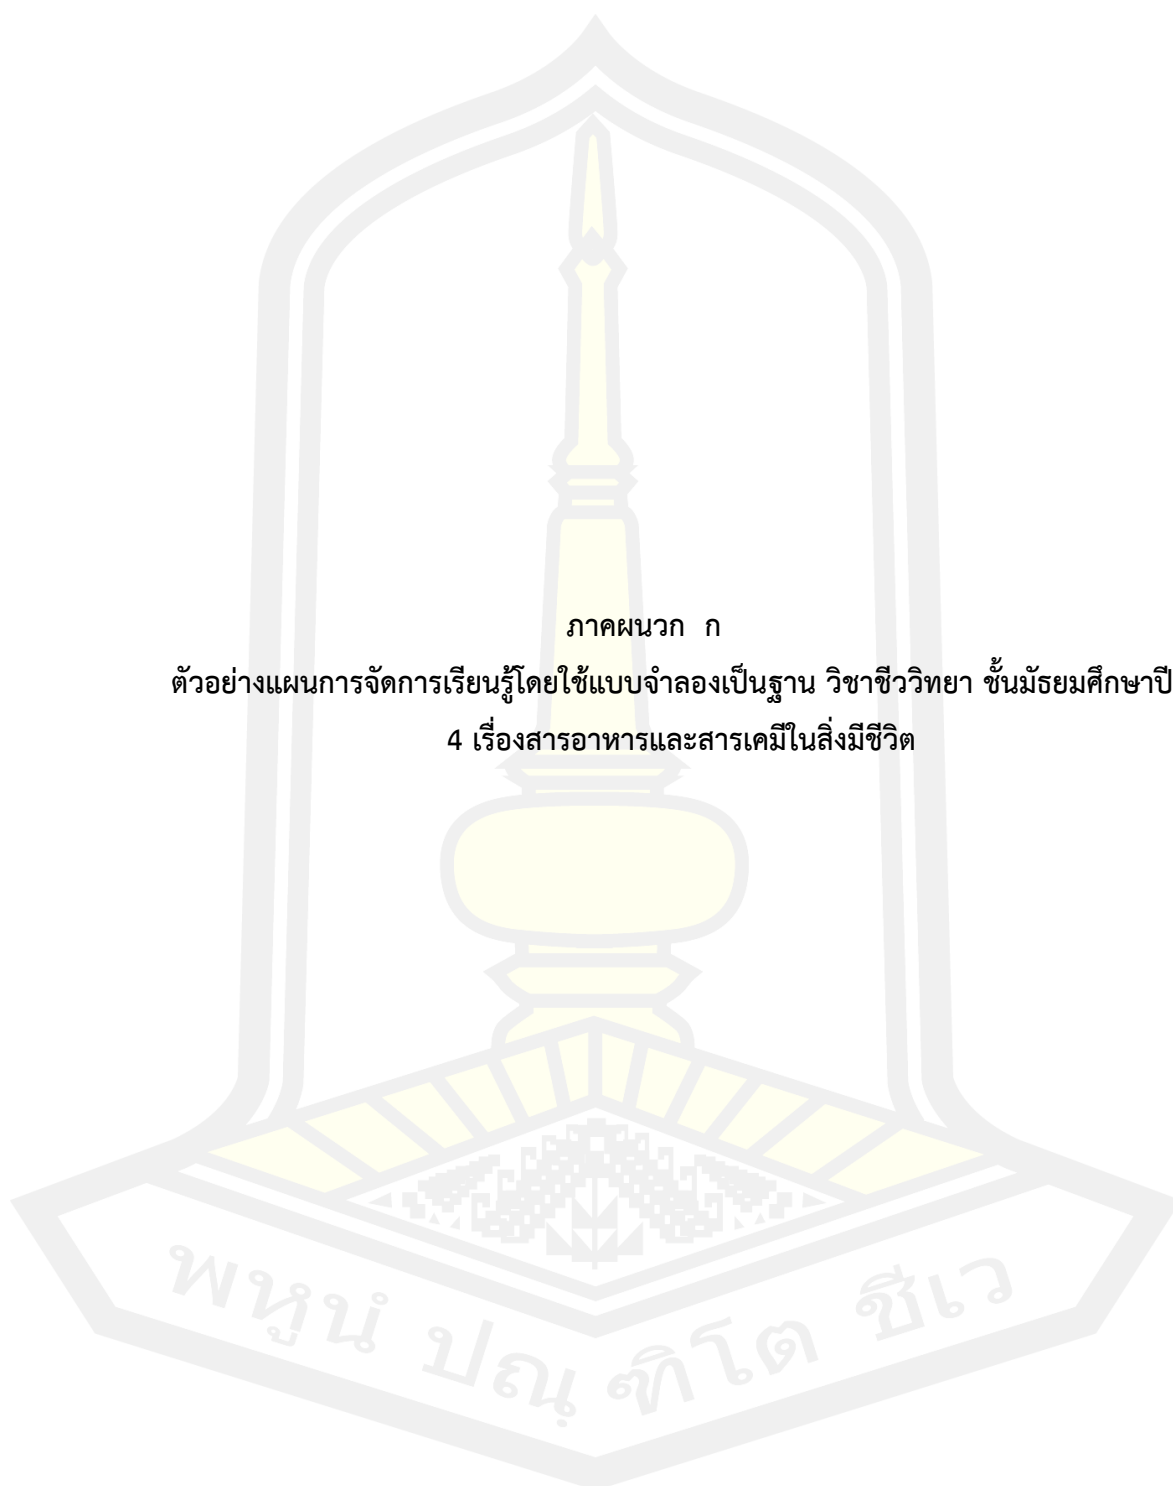 ภาคผนวก ก
ตัวอย่างแผนการจัดการเรียนรู้โดยใช้แบบจำลองเป็นฐาน วิชาชีววิทยา ชั้นมัธยมศึกษาปีที่
4 เรื่องสารอาหารและสารเคมีในสิ่งมีชีวิต
พหูนํ ปณฺฑิโต ชีเว